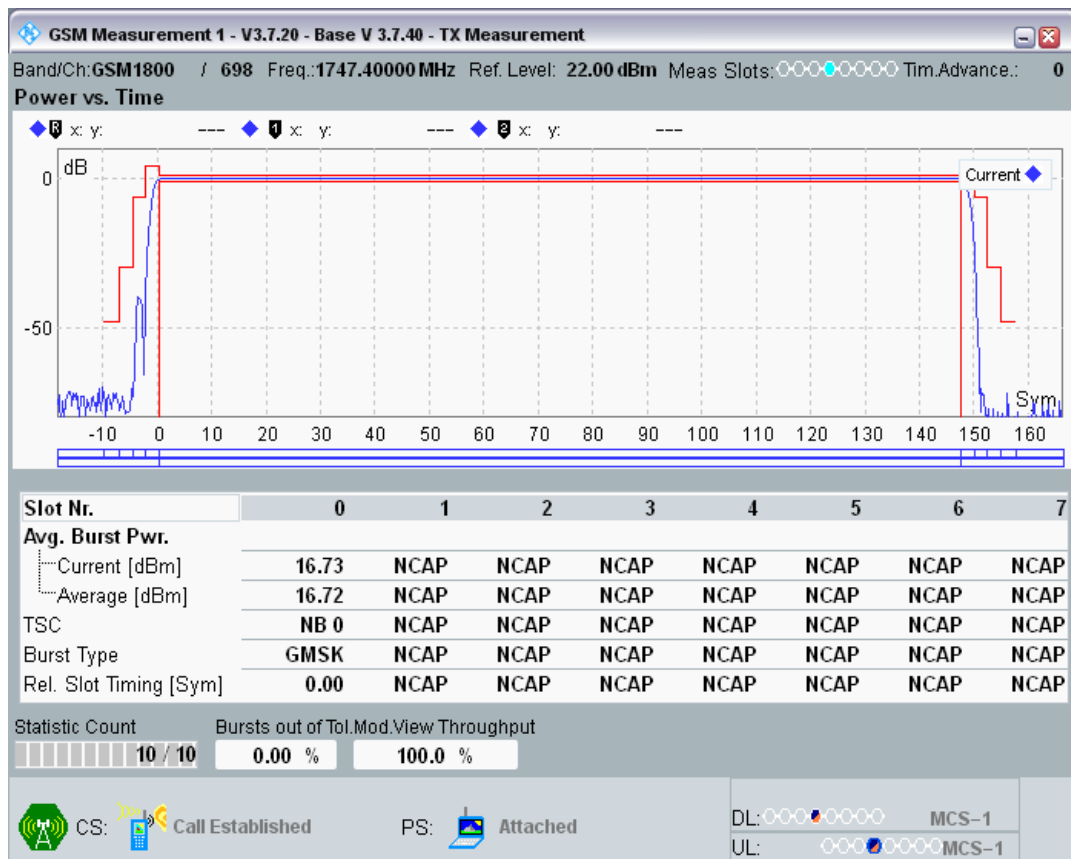 GSM Measurement 1 - V3.7.20 - Base V 3.7.40 - TX Measurement
Band/Ch:GSM1800 / 698 Freq.:1747.40000 MHz Ref. Level: 22.00 dBm Meas Slots: Tim.Advance.: 0
Power vs. Time
R x: y: --- 1 x: y: --- 2 x: y: ---
dB
Current
0
-50
Sym
-10 0 10 20 30 40 50 60 70 80 90 100 110 120 130 140 150 160
Slot Nr. 0 1 2 3 4 5 6 7
Avg. Burst Pwr.
Current [dBm] 16.73 NCAP NCAP NCAP NCAP NCAP NCAP NCAP
Average [dBm] 16.72 NCAP NCAP NCAP NCAP NCAP NCAP NCAP
TSC NB 0 NCAP NCAP NCAP NCAP NCAP NCAP NCAP
Burst Type GMSK NCAP NCAP NCAP NCAP NCAP NCAP NCAP
Rel. Slot Timing [Sym] 0.00 NCAP NCAP NCAP NCAP NCAP NCAP NCAP
Statistic Count Bursts out of Tol.Mod.View Throughput
10 / 10 0.00 % 100.0 %
CS: Call Established PS: Attached
DL: MCS-1
UL: MCS-1